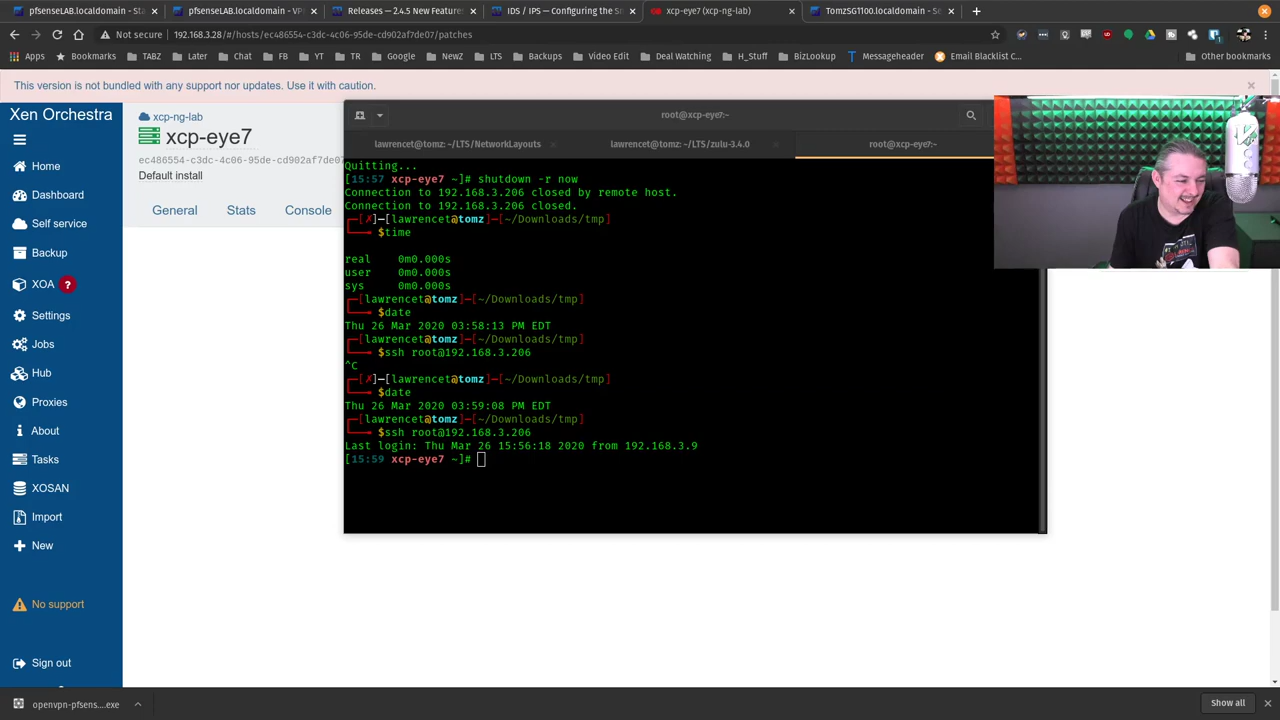 pfsenseLAB.localdomain - Sta
pfsenseLAB.localdomain - VP
Releases — 2.4.5 New Features
IDS / IPS — Configuring the S
xcp-eye7 (xcp-ng-lab)
TomzSG1100.localdomain - Se
Not secure
192.168.3.28/#/hosts/ec486554-c3dc-4c06-95de-cd902af7de07/patches
Apps
Bookmarks
TABZ
Later
Chat
FB
YT
TR
Google
NewZ
LTS
Backups
Video Edit
Deal Watching
H_Stuff
BizLookup
Messageheader
Email Blacklist C...
Other bookmarks
This version is not bundled with any support nor updates. Use it with caution.
Xen Orchestra
Home
Dashboard
Self service
Backup
XOA ?
Settings
Jobs
Hub
Proxies
About
Tasks
XOSAN
Import
New
No support
Sign out
xcp-ng-lab
xcp-eye7
ec486554-c3dc-4c06-95de-cd902af7de07
Default install
General
Stats
Console
root@xcp-eye7:~
lawrencet@tomz: ~/LTS/NetworkLayouts
lawrencet@tomz: ~/LTS/zulu-3.4.0
root@xcp-eye7:~
Quitting...
[15:57 xcp-eye7 ~]# shutdown -r now
Connection to 192.168.3.206 closed by remote host.
Connection to 192.168.3.206 closed.
┌─[✗]─[lawrencet@tomz]─[~/Downloads/tmp]
└──╼ $time
real    0m0.000s
user    0m0.000s
sys     0m0.000s
┌─[lawrencet@tomz]─[~/Downloads/tmp]
└──╼ $date
Thu 26 Mar 2020 03:58:13 PM EDT
┌─[lawrencet@tomz]─[~/Downloads/tmp]
└──╼ $ssh root@192.168.3.206
^C
┌─[✗]─[lawrencet@tomz]─[~/Downloads/tmp]
└──╼ $date
Thu 26 Mar 2020 03:59:08 PM EDT
┌─[lawrencet@tomz]─[~/Downloads/tmp]
└──╼ $ssh root@192.168.3.206
Last login: Thu Mar 26 15:56:18 2020 from 192.168.3.9
[15:59 xcp-eye7 ~]#
openvpn-pfsens....exe
Show all